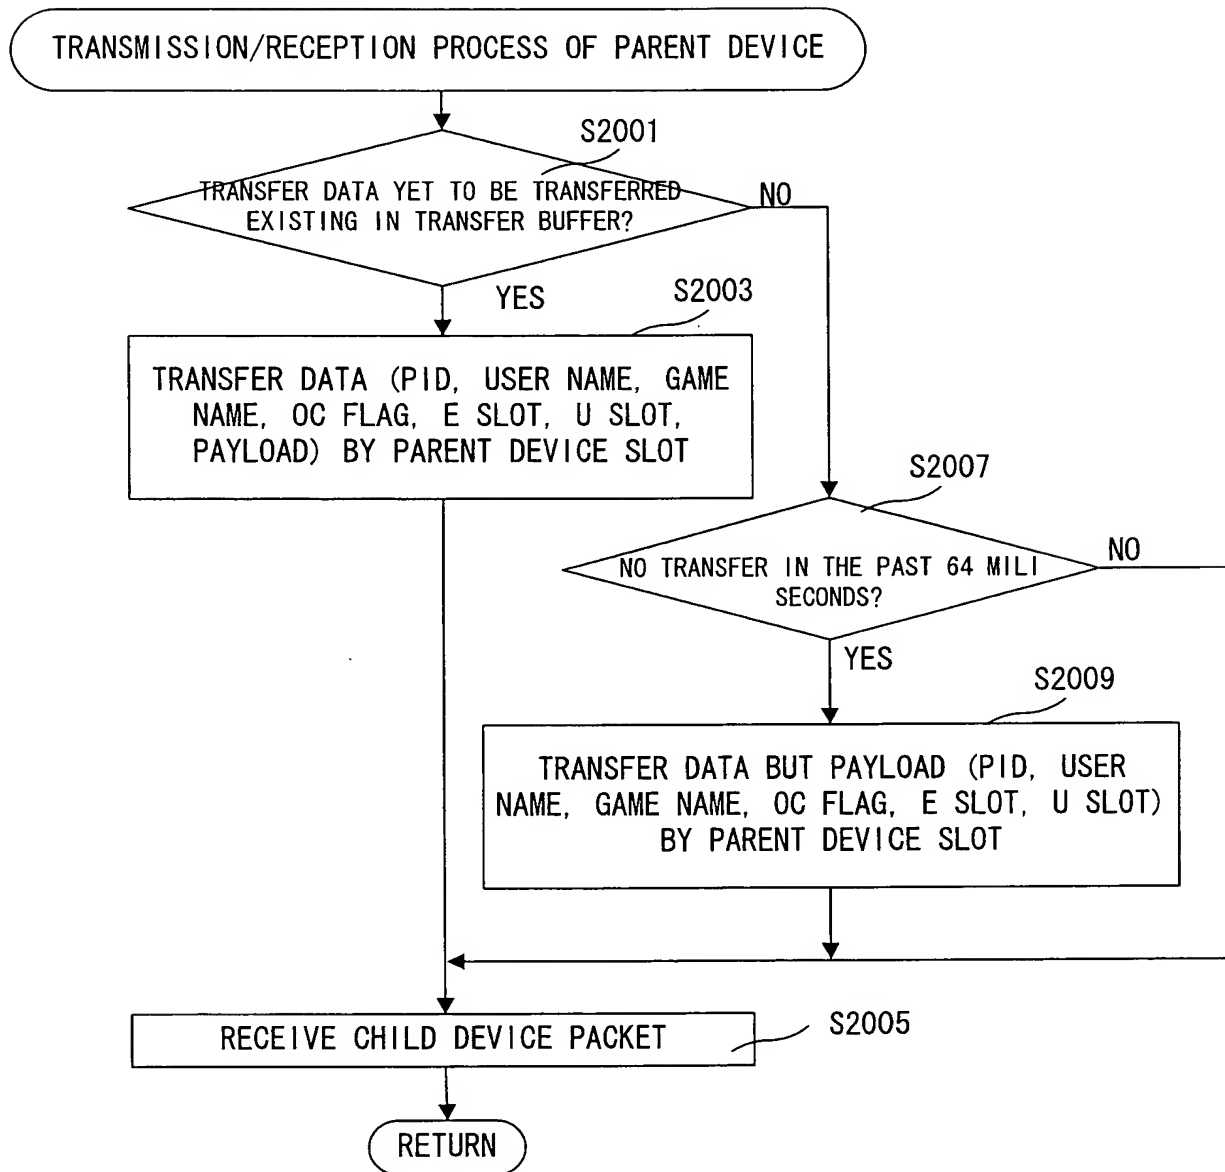 TRANSMISSION/RECEPTION PROCESS OF PARENT DEVICE
S2001
TRANSFER DATA YET TO BE TRANSFERRED
EXISTING IN TRANSFER BUFFER?
NO
YES
S2003
TRANSFER DATA (PID, USER NAME, GAME
NAME, OC FLAG, E SLOT, U SLOT,
PAYLOAD) BY PARENT DEVICE SLOT
S2007
NO TRANSFER IN THE PAST 64 MILI
SECONDS?
NO
YES
S2009
TRANSFER DATA BUT PAYLOAD (PID, USER
NAME, GAME NAME, OC FLAG, E SLOT, U SLOT)
BY PARENT DEVICE SLOT
RECEIVE CHILD DEVICE PACKET
S2005
RETURN